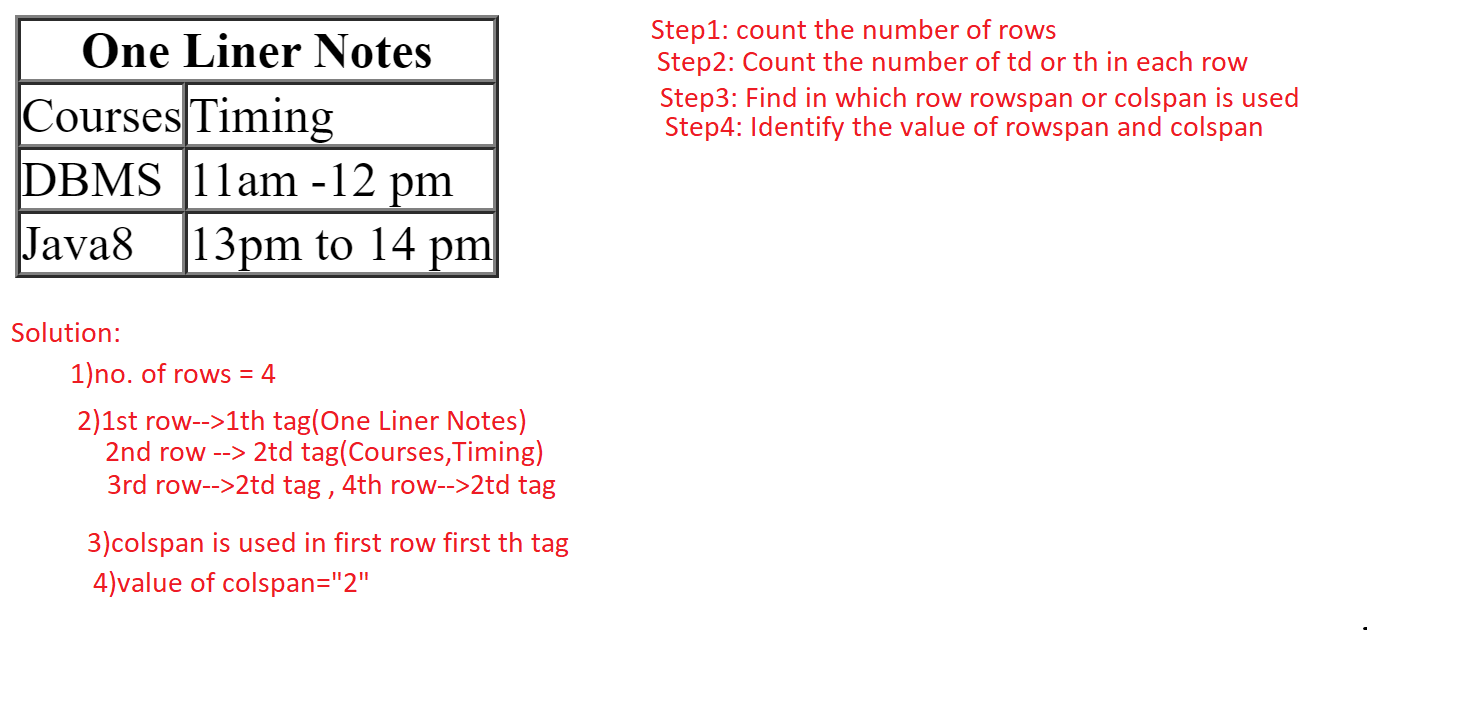 One Liner Notes
Courses Timing
DBMS 11am -12 pm
Java8 13pm to 14 pm
Step1: count the number of rows
Step2: Count the number of td or th in each row
Step3: Find in which row rowspan or colspan is used
Step4: Identify the value of rowspan and colspan
Solution:
1)no. of rows = 4
2)1st row-->1th tag(One Liner Notes)
2nd row --> 2td tag(Courses,Timing)
3rd row-->2td tag , 4th row-->2td tag
3)colspan is used in first row first th tag
4)value of colspan="2"